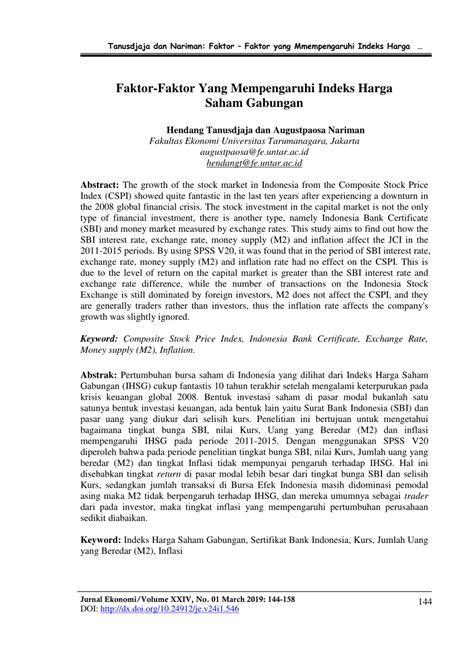 Tanusdjaja dan Nariman: Faktor – Faktor yang Mmempengaruhi Indeks Harga ...
Faktor-Faktor Yang Mempengaruhi Indeks Harga
Saham Gabungan
Hendang Tanusdjaja dan Augustpaosa Nariman
Fakultas Ekonomi Universitas Tarumanagara, Jakarta
augustpaosa@fe.untar.ac.id
hendangt@fe.untar.ac.id
Abstract: The growth of the stock market in Indonesia from the Composite Stock Price
Index (CSPI) showed quite fantastic in the last ten years after experiencing a downturn in
the 2008 global financial crisis. The stock investment in the capital market is not the only
type of financial investment, there is another type, namely Indonesia Bank Certificate
(SBI) and money market measured by exchange rates. This study aims to find out how the
SBI interest rate, exchange rate, money supply (M2) and inflation affect the JCI in the
2011-2015 periods. By using SPSS V20, it was found that in the period of SBI interest rate,
exchange rate, money supply (M2) and inflation rate had no effect on the CSPI. This is
due to the level of return on the capital market is greater than the SBI interest rate and
exchange rate difference, while the number of transactions on the Indonesia Stock
Exchange is still dominated by foreign investors, M2 does not affect the CSPI, and they
are generally traders rather than investors, thus the inflation rate affects the company's
growth was slightly ignored.
Keyword: Composite Stock Price Index, Indonesia Bank Certificate, Exchange Rate,
Money supply (M2), Inflation.
Abstrak: Pertumbuhan bursa saham di Indonesia yang dilihat dari Indeks Harga Saham
Gabungan (IHSG) cukup fantastis 10 tahun terakhir setelah mengalami keterpurukan pada
krisis keuangan global 2008. Bentuk investasi saham di pasar modal bukanlah satu
satunya bentuk investasi keuangan, ada bentuk lain yaitu Surat Bank Indonesia (SBI) dan
pasar uang yang diukur dari selisih kurs. Penelitian ini bertujuan untuk mengetahui
bagaimana tingkat bunga SBI, nilai Kurs, Uang yang Beredar (M2) dan inflasi
mempengaruhi IHSG pada periode 2011-2015. Dengan menggunakan SPSS V20
diperoleh bahwa pada periode penelitian tingkat bunga SBI, nilai Kurs, Jumlah uang yang
beredar (M2) dan tingkat Inflasi tidak mempunyai pengaruh terhadap IHSG. Hal ini
disebabkan tingkat return di pasar modal lebih besar dari tingkat bunga SBI dan selisih
Kurs, sedangkan jumlah transaksi di Bursa Efek Indonesia masih didominasi pemodal
asing maka M2 tidak berpengaruh terhadap IHSG, dan mereka umumnya sebagai trader
dari pada investor, maka tingkat inflasi yang mempengaruhi pertumbuhan perusahaan
sedikit diabaikan.
Keyword: Indeks Harga Saham Gabungan, Sertifikat Bank Indonesia, Kurs, Jumlah Uang
yang Beredar (M2), Inflasi
Jurnal Ekonomi/Volume XXIV, No. 01 March 2019: 144-158
144
DOI: http://dx.doi.org/10.24912/je.v24i1.546